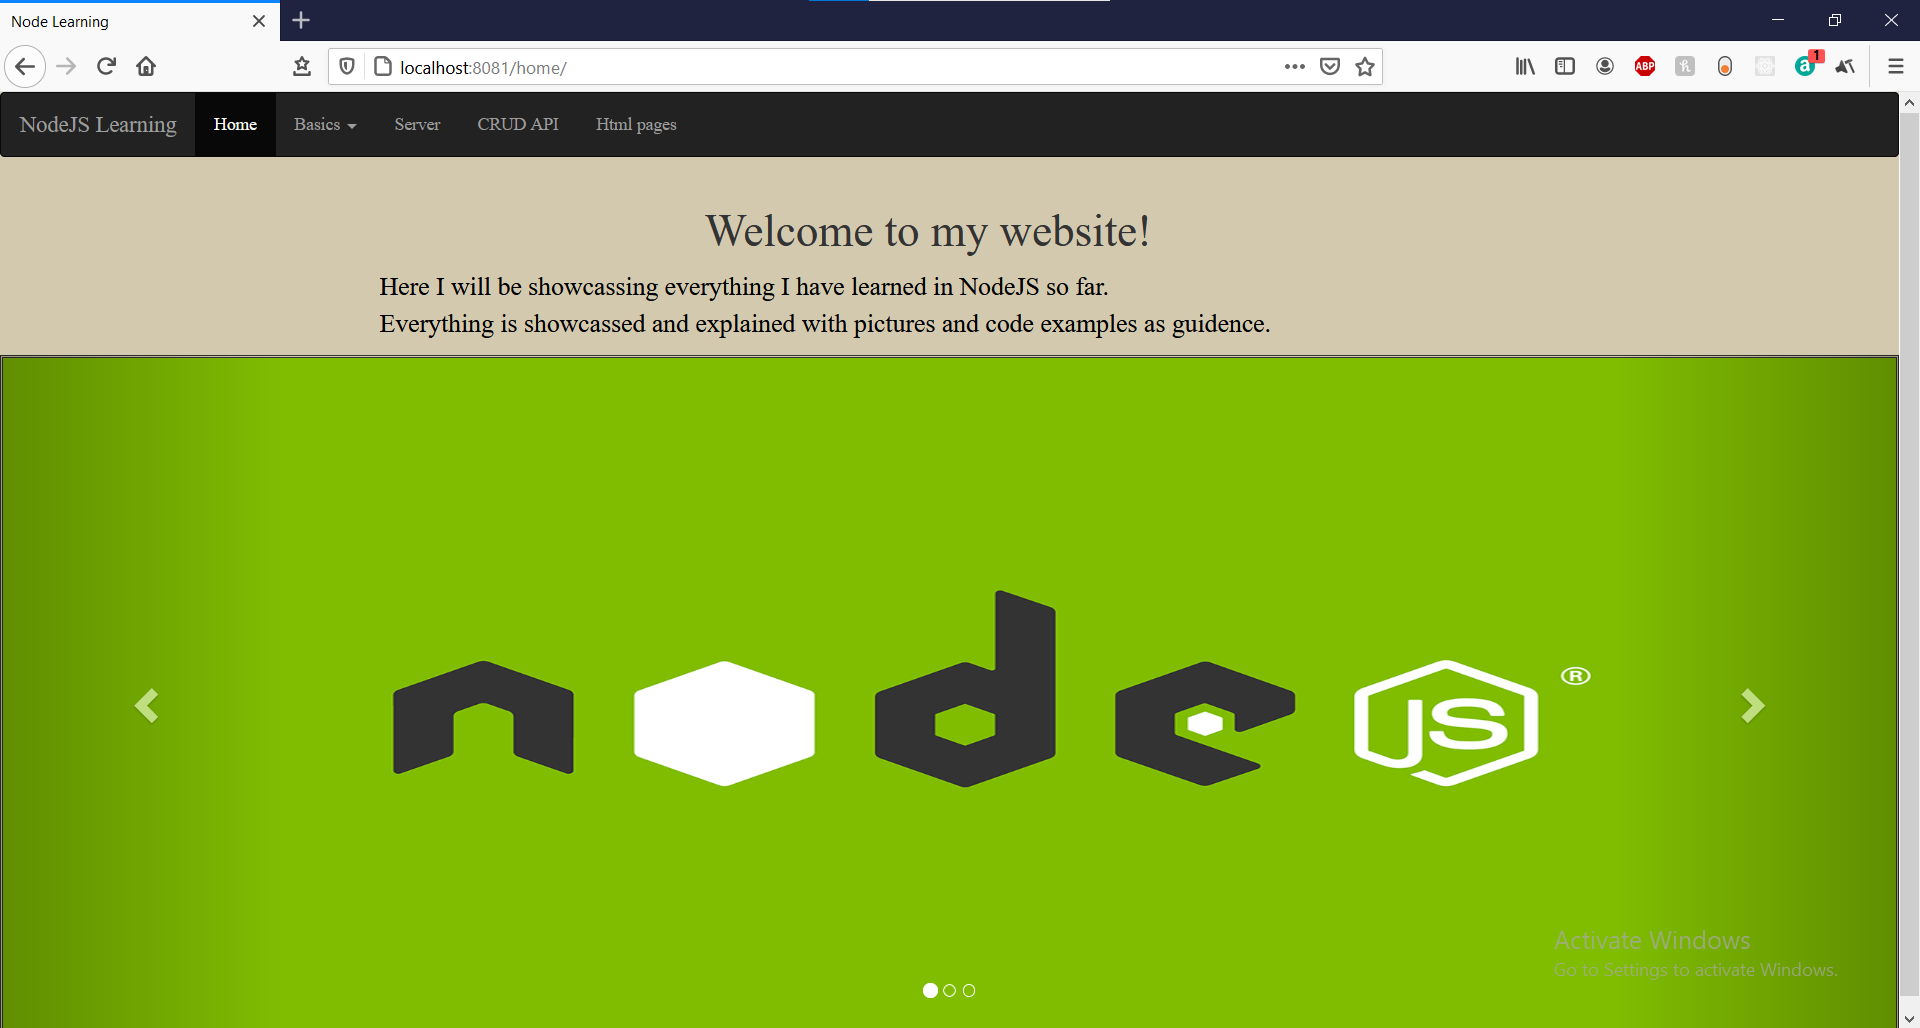 Node Learning
localhost:8081/home/
ABP
a
1
NodeJS Learning
Home
Basics
Server
CRUD API
Html pages
Welcome to my website!
Here I will be showcassing everything I have learned in NodeJS so far.
Everything is showcassed and explained with pictures and code examples as guidence.
node JS ®
Activate Windows
Go to Settings to activate Windows.